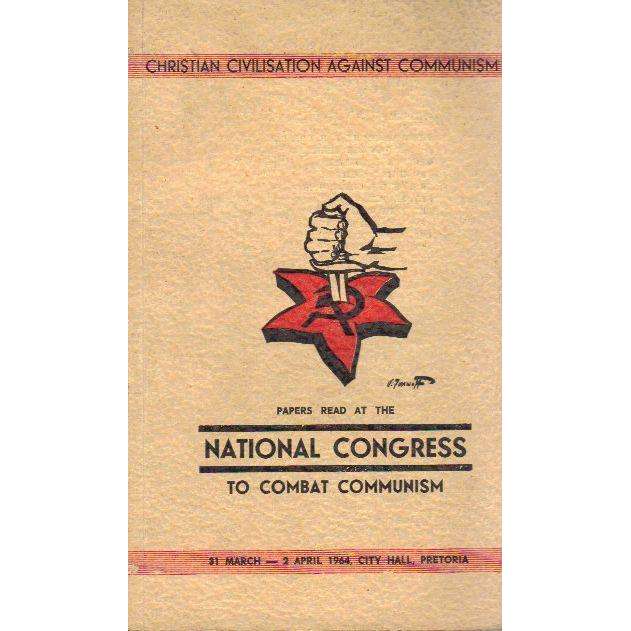 CHRISTIAN CIVILISATION AGAINST COMMUNISM
PAPERS READ AT THE
NATIONAL CONGRESS
TO COMBAT COMMUNISM
31 MARCH — 2 APRIL 1964, CITY HALL, PRETORIA